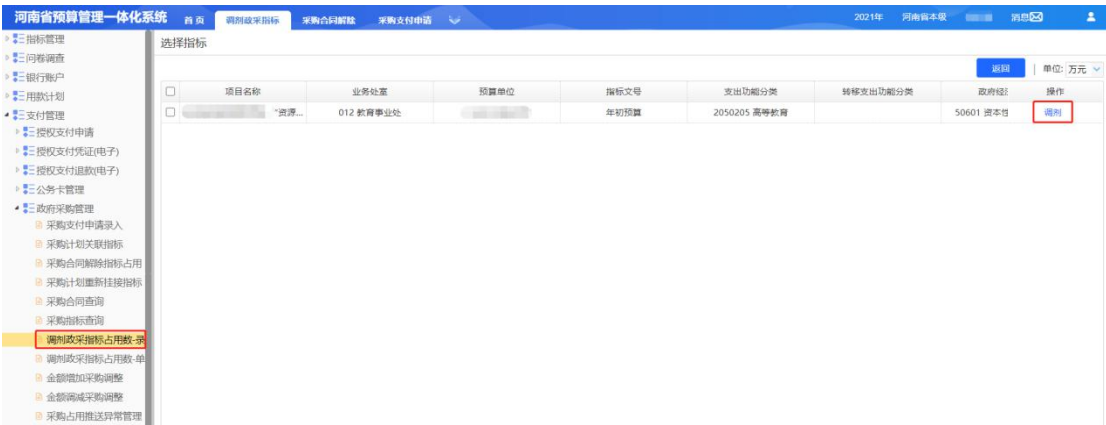 河南省预算管理一体化系统 首页 调剂政采指标 采购合同解除 采购支付申请 2021年 河南省本级 消息
指标管理
问卷调查
银行账户
用款计划
支付管理
授权支付申请
授权支付凭证(电子)
授权支付退款(电子)
公务卡管理
政府采购管理
采购支付申请录入
采购计划关联指标
采购合同解除指标占用
采购计划重新挂接指标
采购合同查询
采购指标查询
调剂政采指标占用数-录
调剂政采指标占用数-单
金额增加采购调整
金额调减采购调整
采购占用推送异常管理
选择指标
返回 单位: 万元
项目名称 业务处室 预算单位 指标文号 支出功能分类 转移支出功能分类 政府经 操作
"资源... 012 教育事业处 年初预算 2050205 高等教育 50601 资本性 调剂